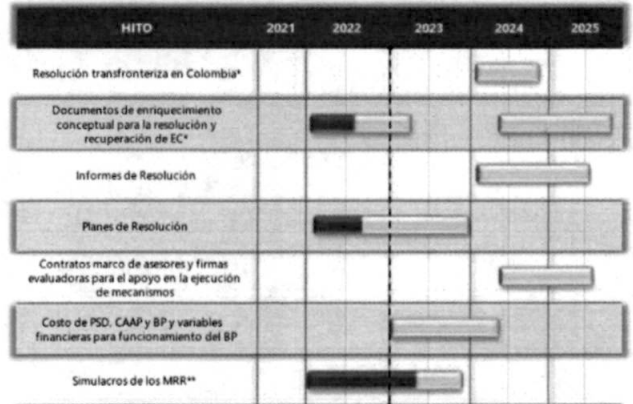 HITO 2021 2022 2023 2024 2025
Resolución transfronteriza en Colombia*
Documentos de enriquecimiento
conceptual para la resolución y
recuperación de EC*
Informes de Resolución
Planes de Resolución
Contratos marco de asesores y firmas
evaluadoras para el apoyo en la ejecución
de mecanismos
Costo de PSD, CAAP y BP y variables
financieras para funcionamiento del BP
Simulacros de los MRR**